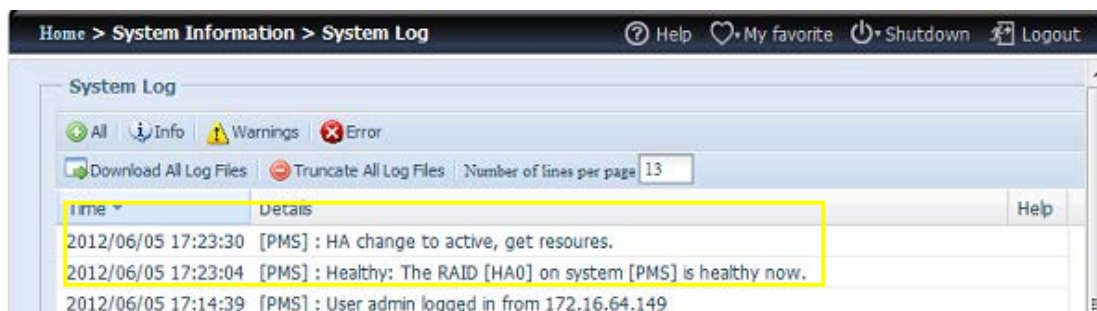 Home > System Information > System Log Help My favorite Shutdown Logout
System Log
All Info Warnings Error
Download All Log Files Truncate All Log Files Number of lines per page 13
Time Details Help
2012/06/05 17:23:30 [PMS] : HA change to active, get resoures.
2012/06/05 17:23:04 [PMS] : Healthy: The RAID [HA0] on system [PMS] is healthy now.
2012/06/05 17:14:39 [PMS] : User admin logged in from 172.16.64.149